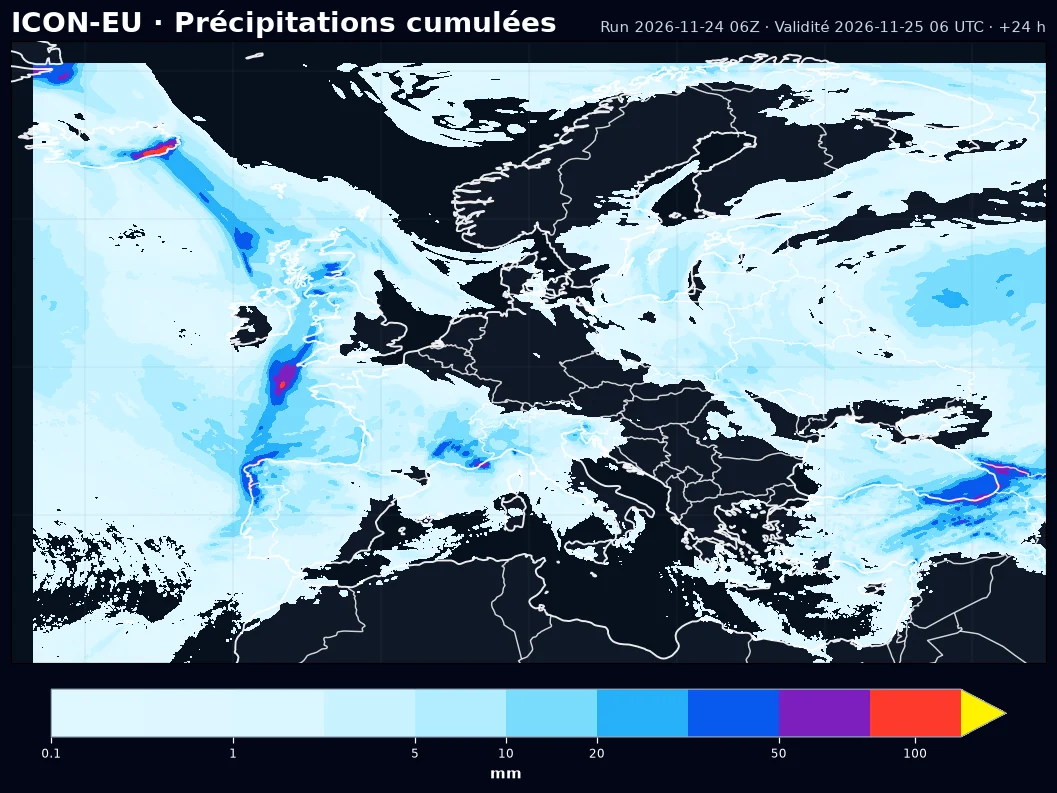 ICON-EU · Précipitations cumulées
Run 2026-11-24 06Z · Validité 2026-11-25 06 UTC · +24 h
0.1 1 5 10 20 50 100
mm